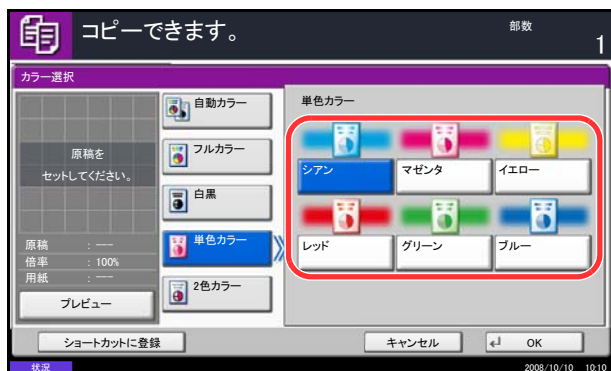 コピーできます。
部数
1
カラー選択
原稿を
セットしてください。
原稿 : ---
倍率 : 100%
用紙 : ---
プレビュー
自動カラー
フルカラー
白黒
単色カラー
2色カラー
単色カラー
シアン
マゼンタ
イエロー
レッド
グリーン
ブルー
ショートカットに登録
キャンセル
OK
状況
2008/10/10 10:10